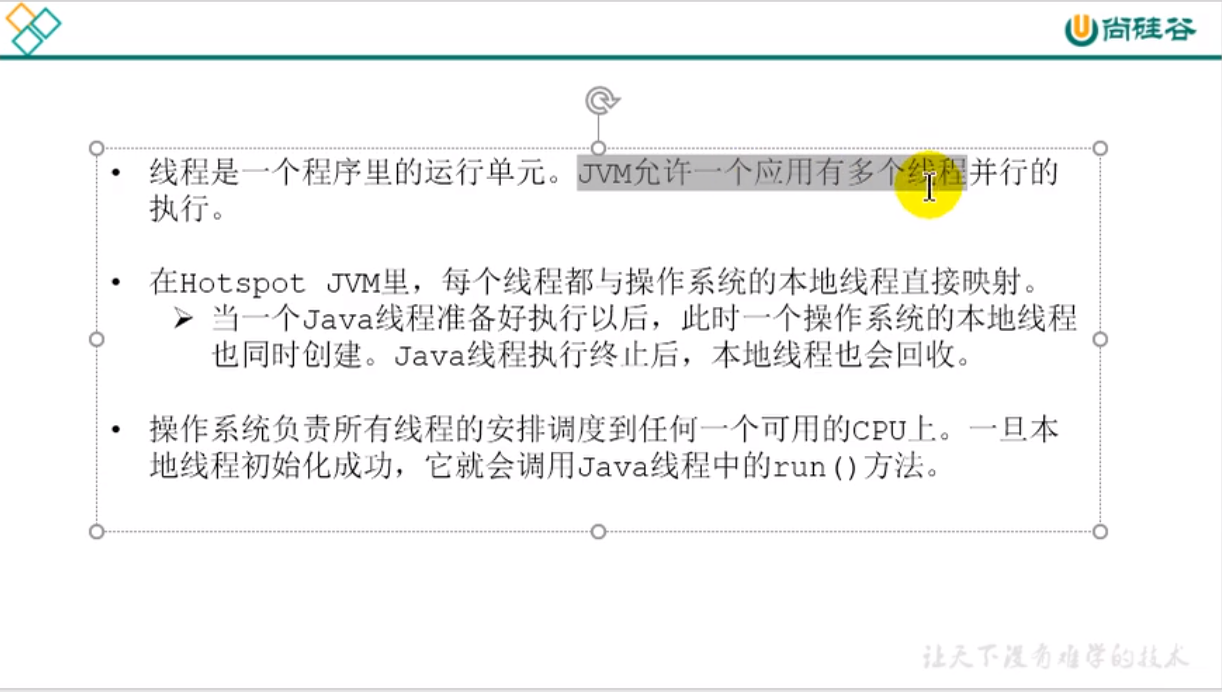 尚硅谷
线程是一个程序里的运行单元。JVM允许一个应用有多个线程并行的
执行。
在Hotspot JVM里，每个线程都与操作系统的本地线程直接映射。
当一个Java线程准备好执行以后，此时一个操作系统的本地线程
也同时创建。Java线程执行终止后，本地线程也会回收。
操作系统负责所有线程的安排调度到任何一个可用的CPU上。一旦本
地线程初始化成功，它就会调用Java线程中的run()方法。
让天下没有难学的技术